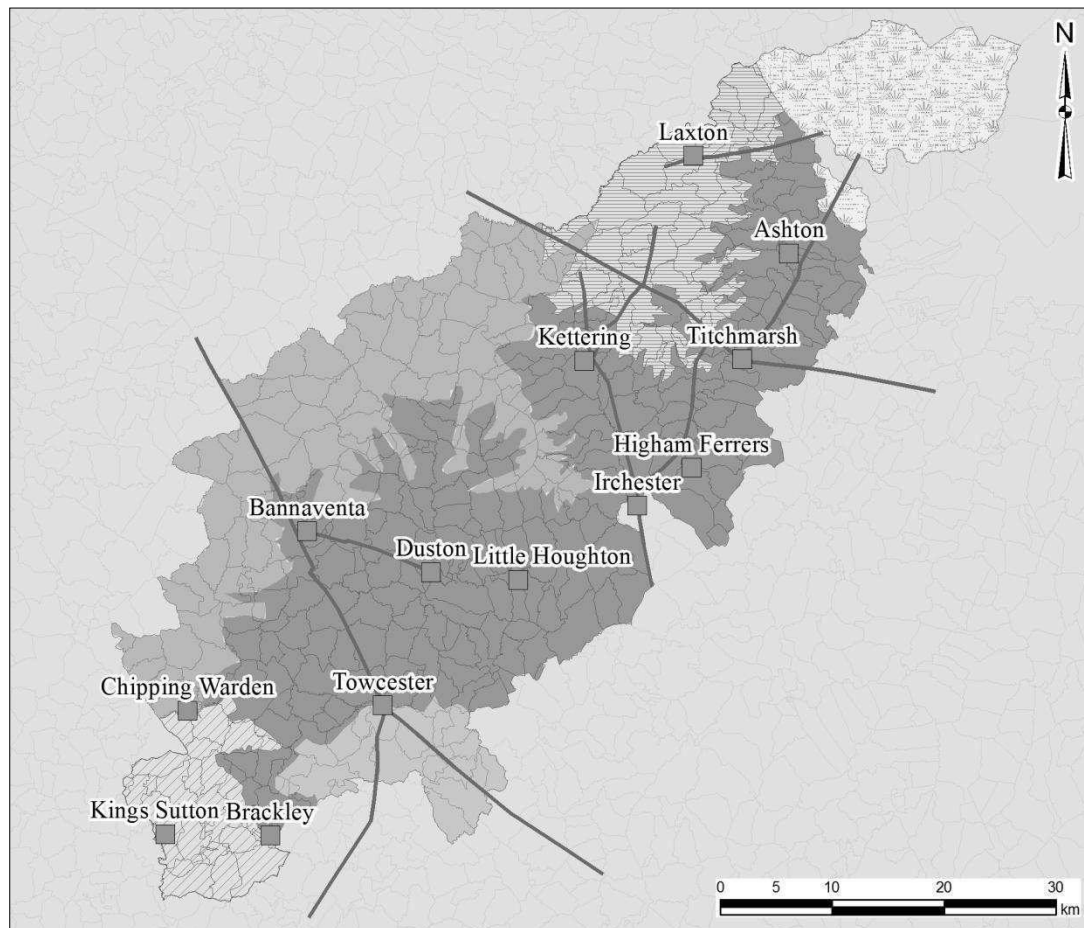 N
Laxton
Ashton
Kettering
Titchmarsh
Higham Ferrers
Irchester
Bannaventa
Duston
Little Houghton
Chipping Warden
Towcester
Kings Sutton
Brackley
0 5 10 20 30
km